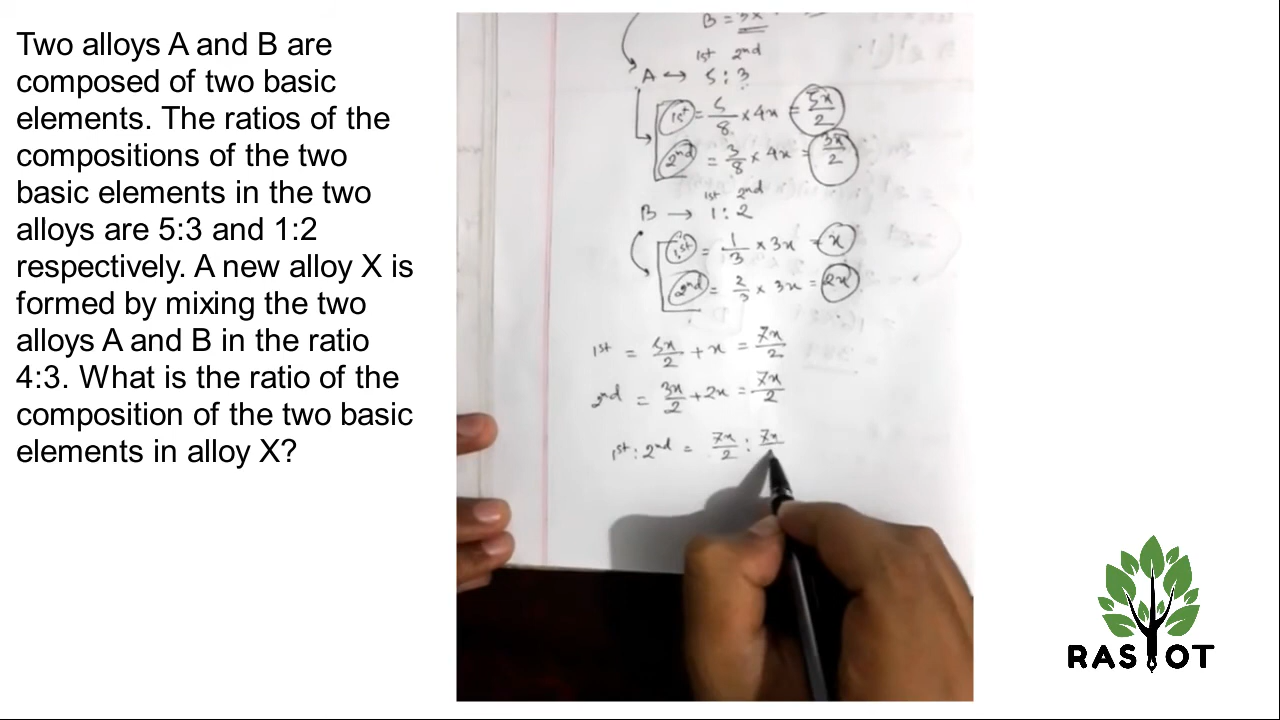 Two alloys A and B are
composed of two basic
elements. The ratios of the
compositions of the two
basic elements in the two
alloys are 5:3 and 1:2
respectively. A new alloy X is
formed by mixing the two
alloys A and B in the ratio
4:3. What is the ratio of the
composition of the two basic
elements in alloy X?
B = 3x
1st 2nd
A ↔ 5 : 3
1st = 5/8 × 4x = 5x/2
2nd = 3/8 × 4x = 3x/2
1st 2nd
B → 1 : 2
1st = 1/3 × 3x = x
2nd = 2/3 × 3x = 2x
1st = 5x/2 + x = 7x/2
2nd = 3x/2 + 2x = 7x/2
1st : 2nd = 7x/2 : 7x
RASIOT